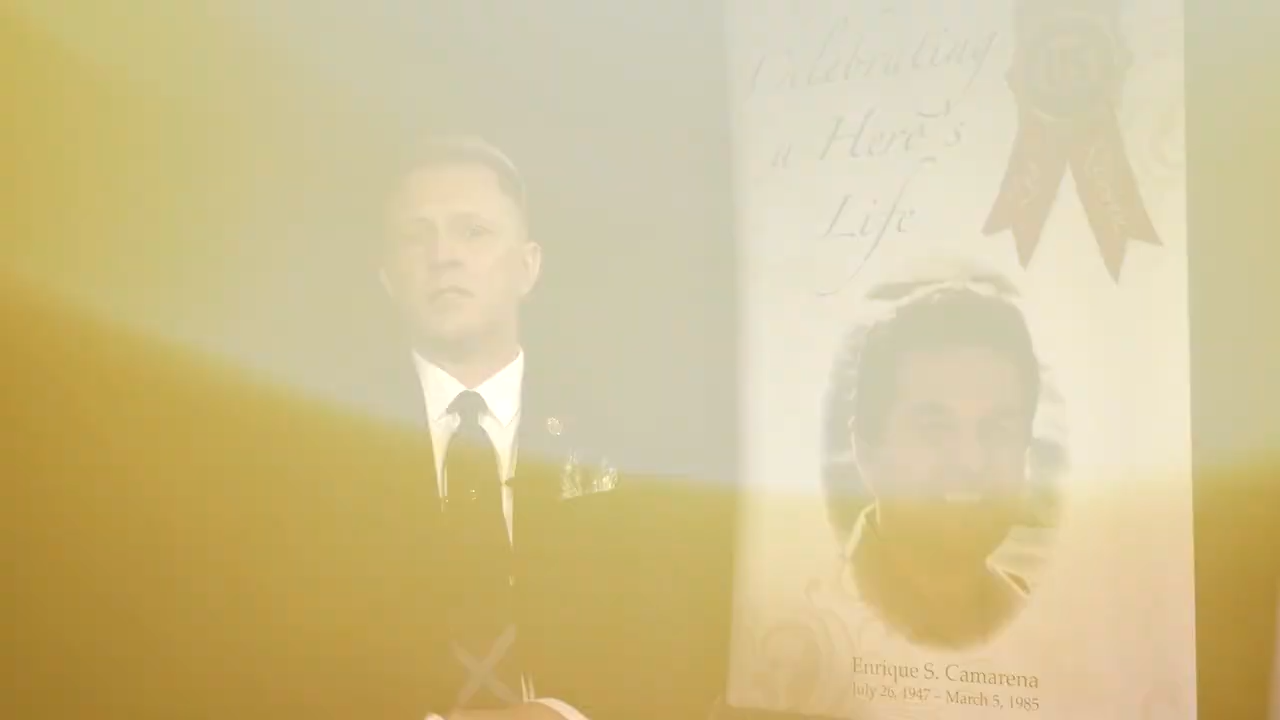 Celebrating
a Hero's
Life
Enrique S. Camarena
July 26, 1947 – March 5, 1985